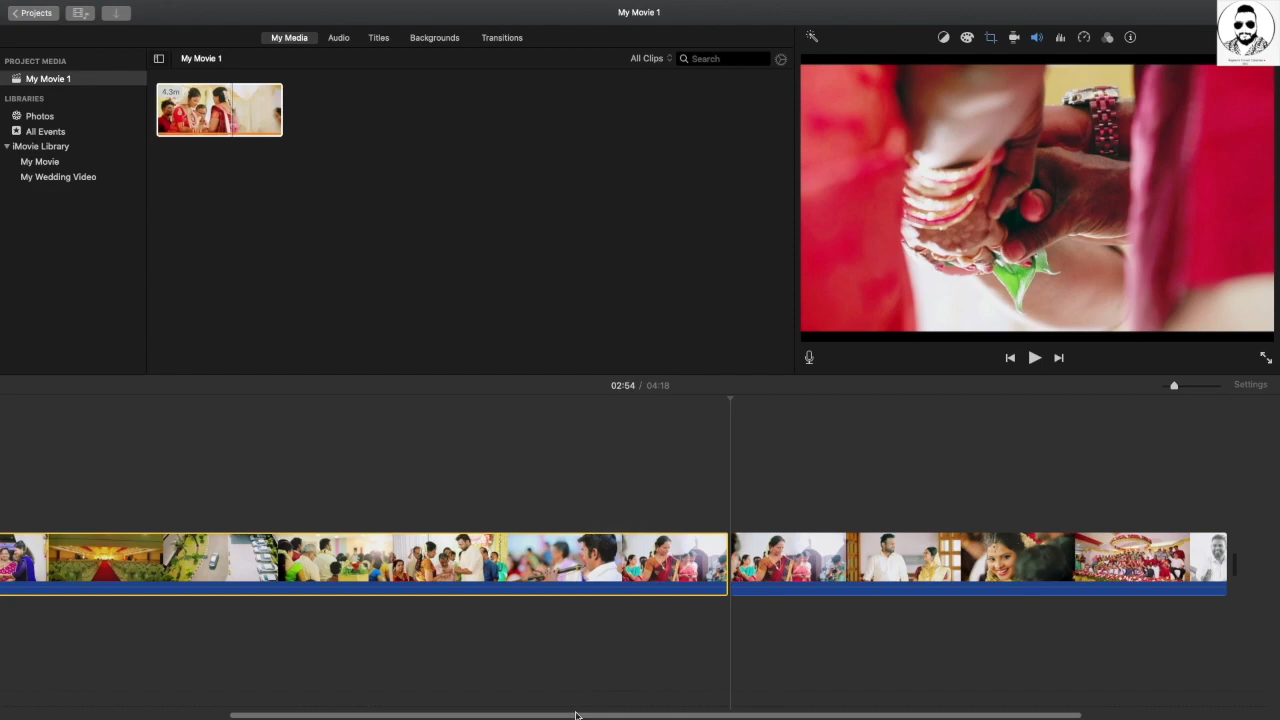 Projects
My Movie 1
My Media
Audio
Titles
Backgrounds
Transitions
PROJECT MEDIA
My Movie 1
LIBRARIES
Photos
All Events
iMovie Library
My Movie
My Wedding Video
My Movie 1
All Clips
Search
4.3m
02:54 / 04:18
Settings